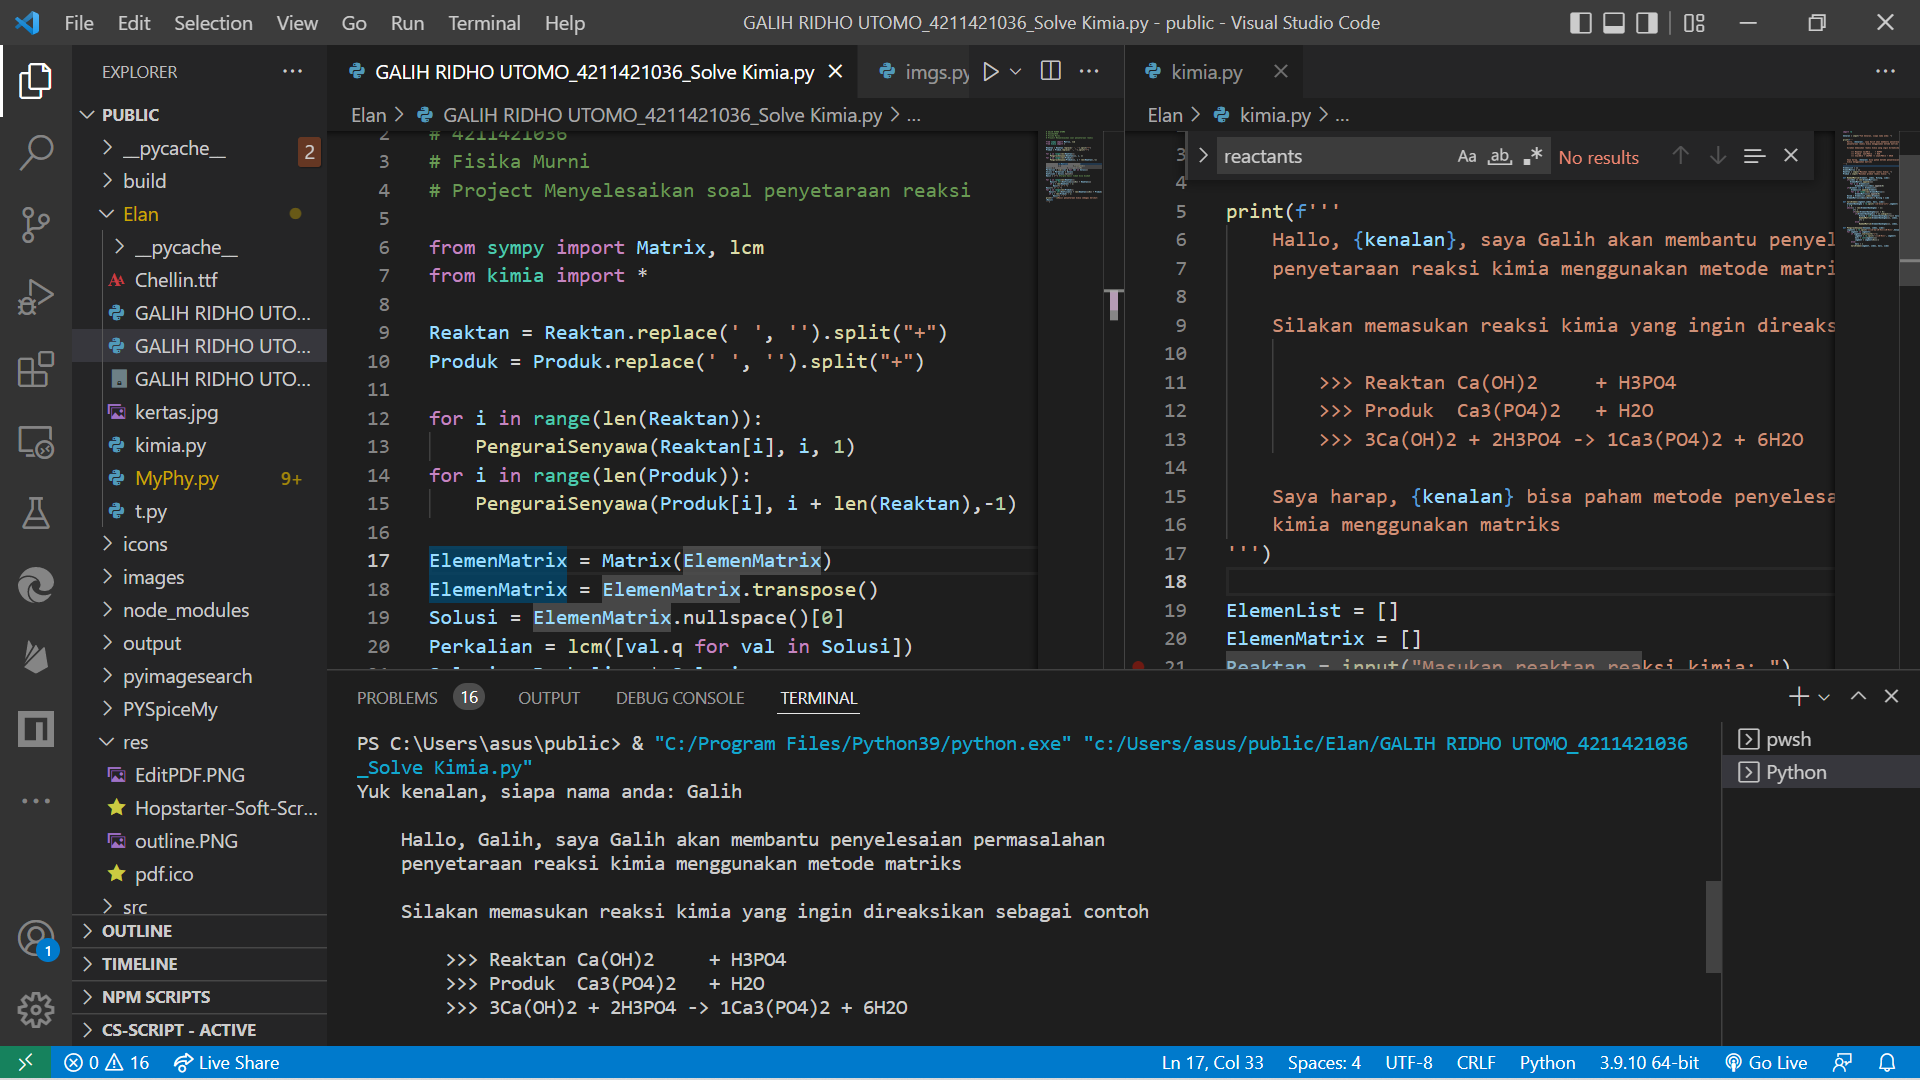 File Edit Selection View Go Run Terminal Help
GALIH RIDHO UTOMO_4211421036_Solve Kimia.py - public - Visual Studio Code
EXPLORER
PUBLIC
__pycache__ 2
build
Elan
__pycache__
Chellin.ttf
GALIH RIDHO UTO...
GALIH RIDHO UTO...
GALIH RIDHO UTO...
kertas.jpg
kimia.py
MyPhy.py 9+
t.py
icons
images
node_modules
output
pyimagesearch
PYSpiceMy
res
EditPDF.PNG
Hopstarter-Soft-Scr...
outline.PNG
pdf.ico
src
OUTLINE
TIMELINE
NPM SCRIPTS
CS-SCRIPT - ACTIVE
1
GALIH RIDHO UTOMO_4211421036_Solve Kimia.py
imgs.py
Elan > GALIH RIDHO UTOMO_4211421036_Solve Kimia.py > ...
2 # 4211421036
3 # Fisika Murni
4 # Project Menyelesaikan soal penyetaraan reaksi
5
6 from sympy import Matrix, lcm
7 from kimia import *
8
9 Reaktan = Reaktan.replace(' ', '').split("+")
10 Produk = Produk.replace(' ', '').split("+")
11
12 for i in range(len(Reaktan)):
13 PenguraiSenyawa(Reaktan[i], i, 1)
14 for i in range(len(Produk)):
15 PenguraiSenyawa(Produk[i], i + len(Reaktan),-1)
16
17 ElemenMatrix = Matrix(ElemenMatrix)
18 ElemenMatrix = ElemenMatrix.transpose()
19 Solusi = ElemenMatrix.nullspace()[0]
20 Perkalian = lcm([val.q for val in Solusi])
kimia.py
Elan > kimia.py > ...
reactants Aa ab .* No results
3
4
5 print(f'''
6 Hallo, {kenalan}, saya Galih akan membantu penyel
7 penyetaraan reaksi kimia menggunakan metode matri
8
9 Silakan memasukan reaksi kimia yang ingin direaks
10
11 >>> Reaktan Ca(OH)2 + H3PO4
12 >>> Produk Ca3(PO4)2 + H2O
13 >>> 3Ca(OH)2 + 2H3PO4 -> 1Ca3(PO4)2 + 6H2O
14
15 Saya harap, {kenalan} bisa paham metode penyelesa
16 kimia menggunakan matriks
17 ''')
18
19 ElemenList = []
20 ElemenMatrix = []
21 Reaktan = input("Masukan reaktan reaksi kimia: ")
PROBLEMS 16 OUTPUT DEBUG CONSOLE TERMINAL
PS C:\Users\asus\public> & "C:/Program Files/Python39/python.exe" "c:/Users/asus/public/Elan/GALIH RIDHO UTOMO_4211421036
_Solve Kimia.py"
Yuk kenalan, siapa nama anda: Galih
Hallo, Galih, saya Galih akan membantu penyelesaian permasalahan
penyetaraan reaksi kimia menggunakan metode matriks
Silakan memasukan reaksi kimia yang ingin direaksikan sebagai contoh
>>> Reaktan Ca(OH)2 + H3PO4
>>> Produk Ca3(PO4)2 + H2O
>>> 3Ca(OH)2 + 2H3PO4 -> 1Ca3(PO4)2 + 6H2O
pwsh
Python
0 16 Live Share
Ln 17, Col 33 Spaces: 4 UTF-8 CRLF Python 3.9.10 64-bit Go Live